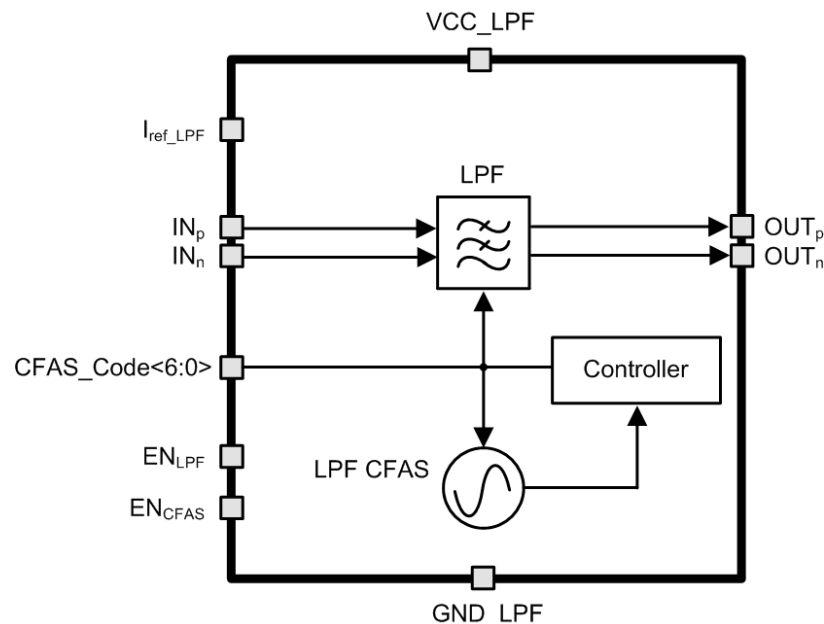 VCC_LPF
Iref_LPF
LPF
INp
OUTp
INn
OUTn
CFAS_Code<6:0>
Controller
ENLPF
LPF CFAS
ENCFAS
GND_LPF